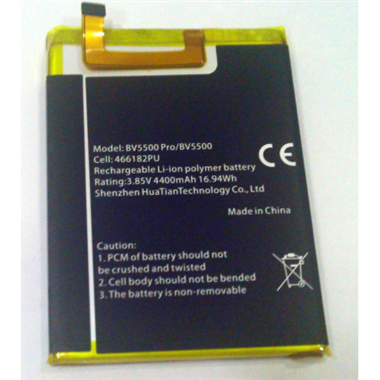 Model: BV5500 Pro/BV5500
Cell: 466182PU
Rechargeable Li-ion polymer battery
Rating:3.85V 4400mAh 16.94Wh
Shenzhen HuaTianTechnology Co., Ltd
CE
Made in China
Caution:
1. PCM of battery should not
be crushed and twisted
2. Cell body should not be bended
3. The battery is non-removable